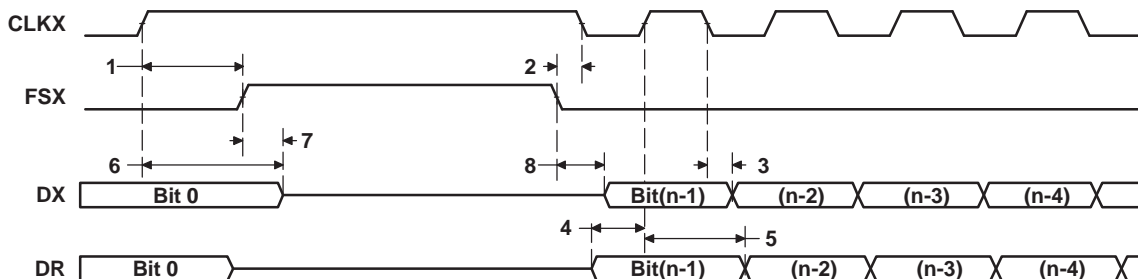 CLKX
1 2
FSX
7
6 8 3
DX Bit 0 Bit(n-1) (n-2) (n-3) (n-4)
4 5
DR Bit 0 Bit(n-1) (n-2) (n-3) (n-4)